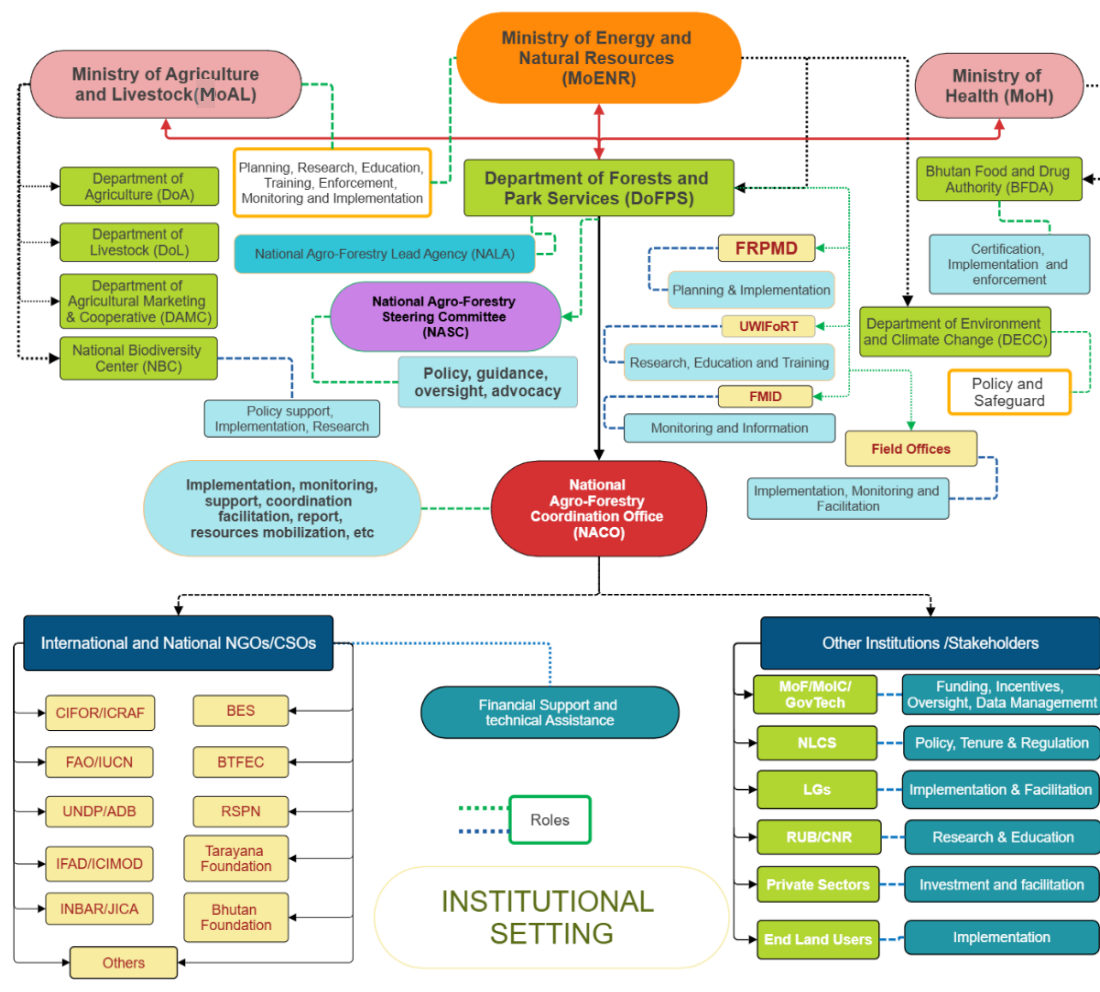 Ministry of Energy and
Natural Resources
(MoENR)
Ministry of Agriculture
and Livestock(MoAL)
Ministry of
Health (MoH)
Planning, Research, Education,
Training, Enforcement,
Monitoring and Implementation
Department of Forests and
Park Services (DoFPS)
Department of
Agriculture (DoA)
Bhutan Food and Drug
Authority (BFDA)
Department of
Livestock (DoL)
National Agro-Forestry Lead Agency (NALA)
FRPMD
Certification,
Implementation and
enforcement
Department of
Agricultural Marketing
& Cooperative (DAMC)
National Agro-Forestry
Steering Committee
(NASC)
Planning & Implementation
UWIFoRT
Department of Environment
and Climate Change (DECC)
National Biodiversity
Center (NBC)
Research, Education and Training
Policy, guidance,
oversight, advocacy
Policy and
Safeguard
FMID
Policy support,
Implementation, Research
Monitoring and Information
Field Offices
Implementation, monitoring,
support, coordination
facilitation, report,
resources mobilization, etc
National
Agro-Forestry
Coordination Office
(NACO)
Implementation, Monitoring and
Facilitation
International and National NGOs/CSOs
Other Institutions /Stakeholders
CIFOR/ICRAF
BES
Financial Support and
technical Assistance
MoF/MoIC/
GovTech
Funding, Incentives,
Oversight, Data Managememt
FAO/IUCN
BTFEC
NLCS
Policy, Tenure & Regulation
UNDP/ADB
RSPN
Roles
LGs
Implementation & Facilitation
IFAD/ICIMOD
Tarayana
Foundation
RUB/CNR
Research & Education
INBAR/JICA
Bhutan
Foundation
INSTITUTIONAL
SETTING
Private Sectors
Investment and facilitation
Others
End Land Users
Implementation